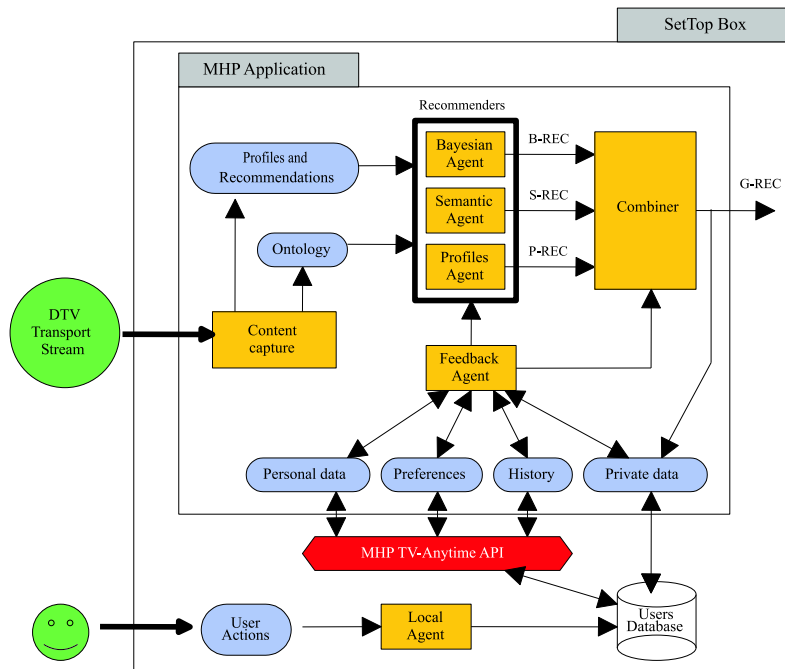 SetTop Box
MHP Application
Recommenders
Profiles and
Recommendations
Bayesian
Agent
B-REC
Semantic
Agent
S-REC
Combiner
G-REC
Ontology
Profiles
Agent
P-REC
DTV
Transport
Stream
Content
capture
Feedback
Agent
Personal data
Preferences
History
Private data
MHP TV-Anytime API
User
Actions
Local
Agent
Users
Database